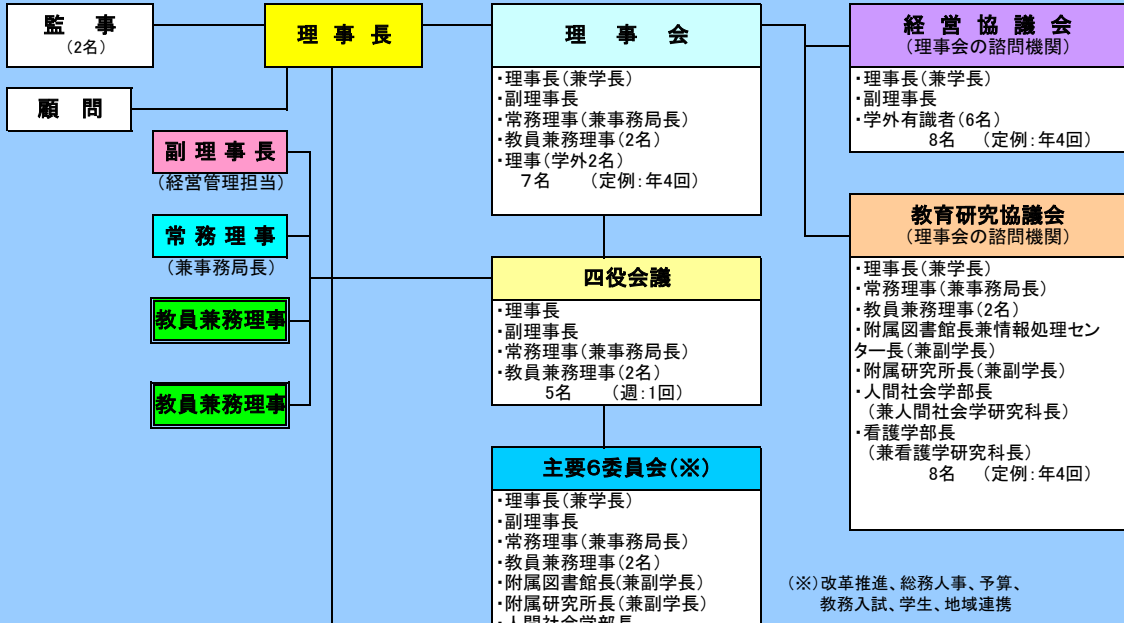 監事
(2名)
理事長
顧問
副理事長
(経営管理担当)
常務理事
(兼事務局長)
教員兼務理事
教員兼務理事
理事会
・理事長(兼学長)
・副理事長
・常務理事(兼事務局長)
・教員兼務理事(2名)
・理事(学外2名)
7名 (定例:年4回)
四役会議
・理事長
・副理事長
・常務理事(兼事務局長)
・教員兼務理事(2名)
5名 (週:1回)
主要6委員会(※)
・理事長(兼学長)
・副理事長
・常務理事(兼事務局長)
・教員兼務理事(2名)
・附属図書館長(兼副学長)
・附属研究所長(兼副学長)
・人間社会学部長
経営協議会
(理事会の諮問機関)
・理事長(兼学長)
・副理事長
・学外有識者(6名)
8名 (定例:年4回)
教育研究協議会
(理事会の諮問機関)
・理事長(兼学長)
・常務理事(兼事務局長)
・教員兼務理事(2名)
・附属図書館長兼情報処理セン
ター長(兼副学長)
・附属研究所長(兼副学長)
・人間社会学部長
(兼人間社会学研究科長)
・看護学部長
(兼看護学研究科長)
8名 (定例:年4回)
(※)改革推進、総務人事、予算、
教務入試、学生、地域連携